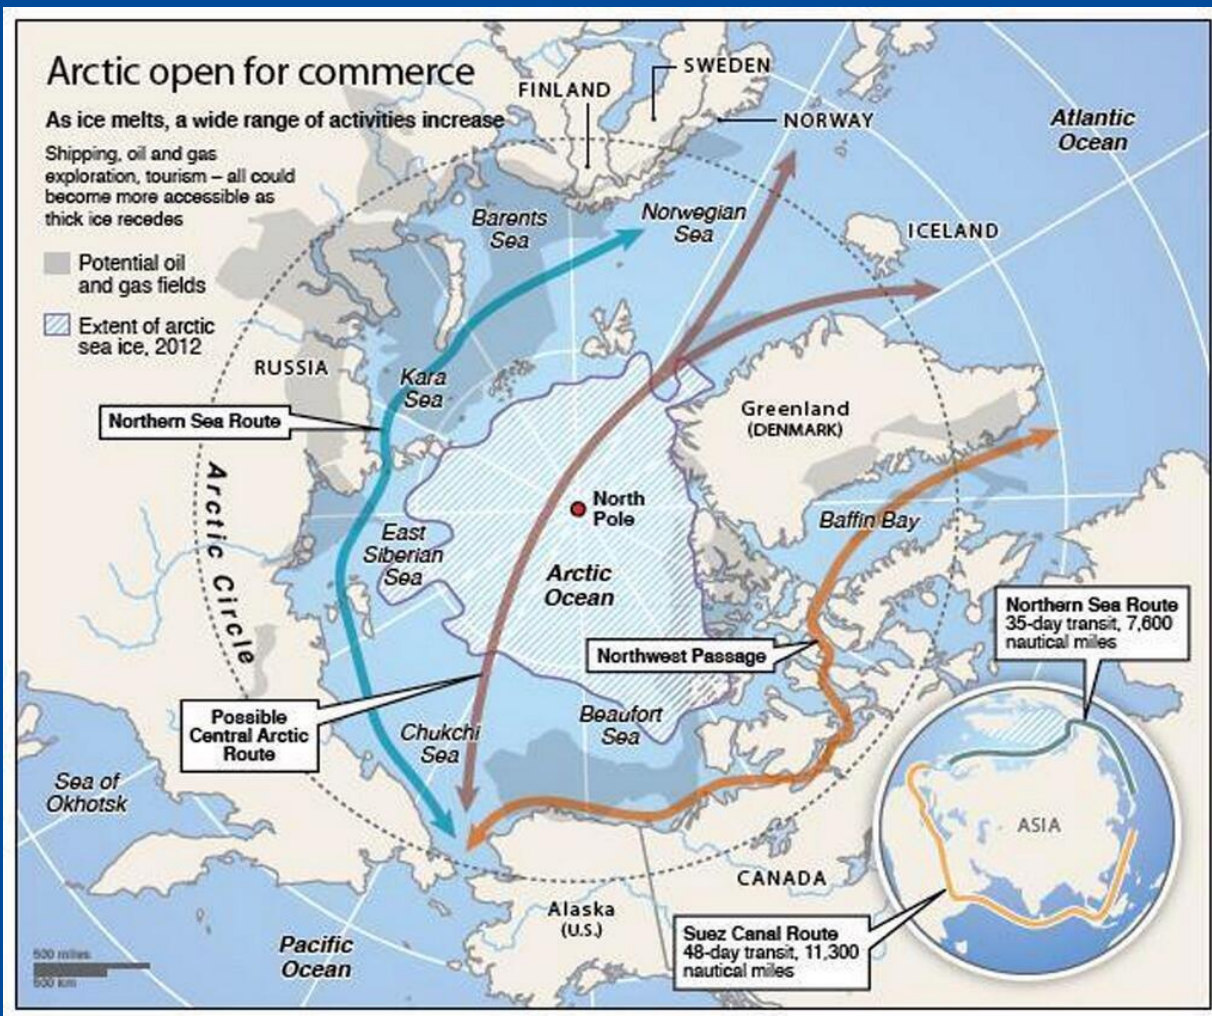 Arctic open for commerce
As ice melts, a wide range of activities increase
Shipping, oil and gas
exploration, tourism – all could
become more accessible as
thick ice recedes
Potential oil
and gas fields
Extent of arctic
sea ice, 2012
FINLAND
SWEDEN
NORWAY
Atlantic
Ocean
Barents
Sea
Norwegian
Sea
ICELAND
RUSSIA
Kara
Sea
Northern Sea Route
Greenland
(DENMARK)
Arctic Circle
North
Pole
East
Siberian
Sea
Baffin Bay
Arctic
Ocean
Northern Sea Route
35-day transit, 7,600
nautical miles
Northwest Passage
Possible
Central Arctic
Route
Chukchi
Sea
Beaufort
Sea
Sea of
Okhotsk
ASIA
CANADA
Alaska
(U.S.)
Suez Canal Route
48-day transit, 11,300
nautical miles
Pacific
Ocean
500 miles
500 km